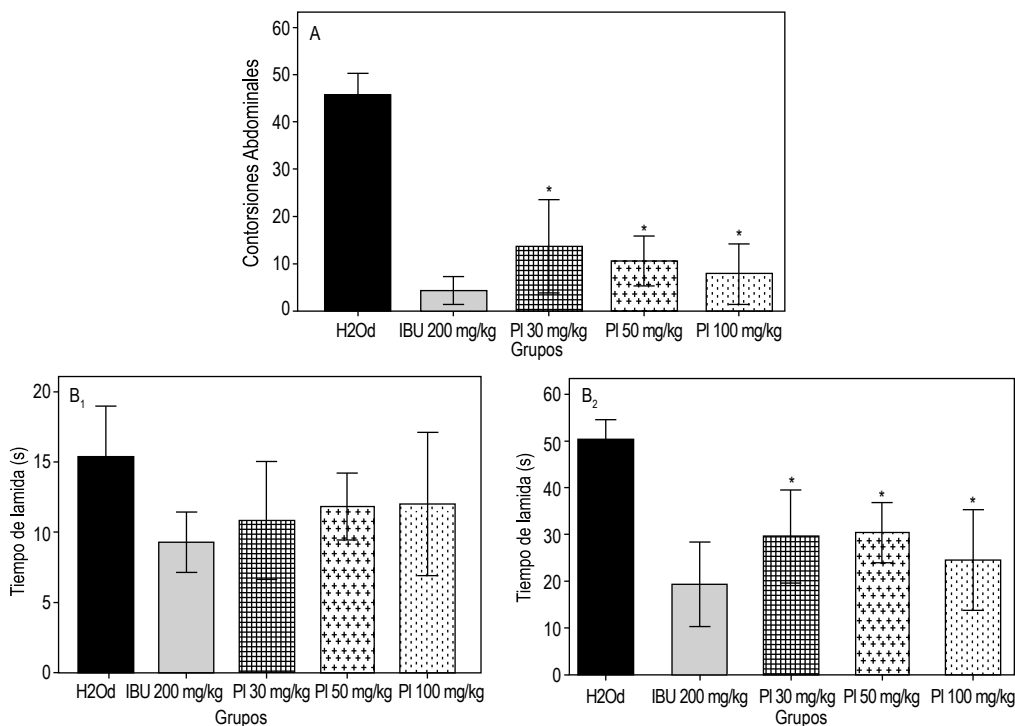 A
Contorsiones Abdominales
60
50
40
30
20
10
0
*
*
*
H2Od IBU 200 mg/kg PI 30 mg/kg PI 50 mg/kg PI 100 mg/kg
Grupos
B1
Tiempo de lamida (s)
20
15
10
5
0
H2Od IBU 200 mg/kg PI 30 mg/kg PI 50 mg/kg PI 100 mg/kg
Grupos
B2
Tiempo de lamida (s)
60
50
40
30
20
10
0
*
*
*
H2Od IBU 200 mg/kg PI 30 mg/kg PI 50 mg/kg PI 100 mg/kg
Grupos